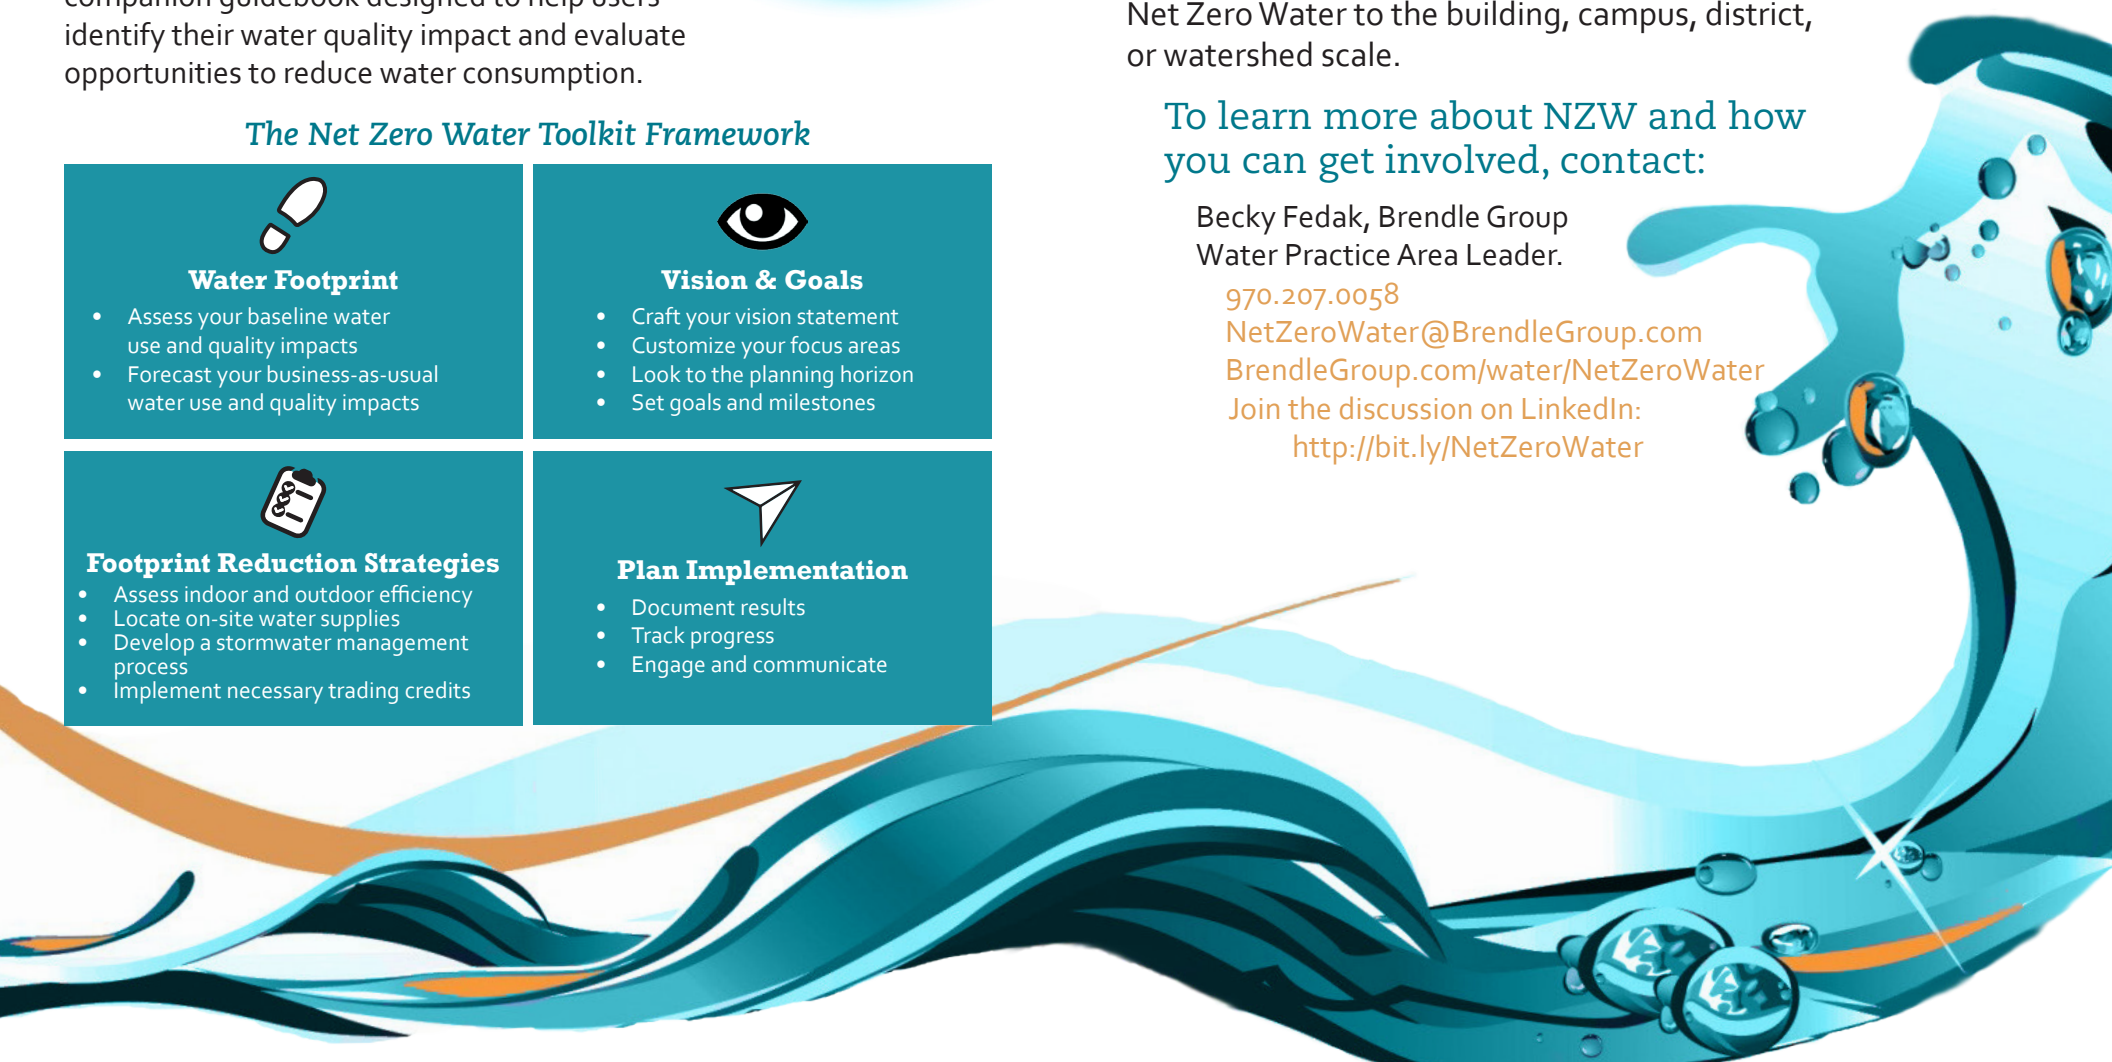 companion guidebook designed to help users
identify their water quality impact and evaluate
opportunities to reduce water consumption.
The Net Zero Water Toolkit Framework
Water Footprint
• Assess your baseline water
use and quality impacts
• Forecast your business-as-usual
water use and quality impacts
Vision & Goals
• Craft your vision statement
• Customize your focus areas
• Look to the planning horizon
• Set goals and milestones
Footprint Reduction Strategies
• Assess indoor and outdoor efficiency
• Locate on-site water supplies
• Develop a stormwater management
process
• Implement necessary trading credits
Plan Implementation
• Document results
• Track progress
• Engage and communicate
Net Zero Water to the building, campus, district,
or watershed scale.
To learn more about NZW and how
you can get involved, contact:
Becky Fedak, Brendle Group
Water Practice Area Leader.
970.207.0058
NetZeroWater@BrendleGroup.com
BrendleGroup.com/water/NetZeroWater
Join the discussion on LinkedIn:
http://bit.ly/NetZeroWater